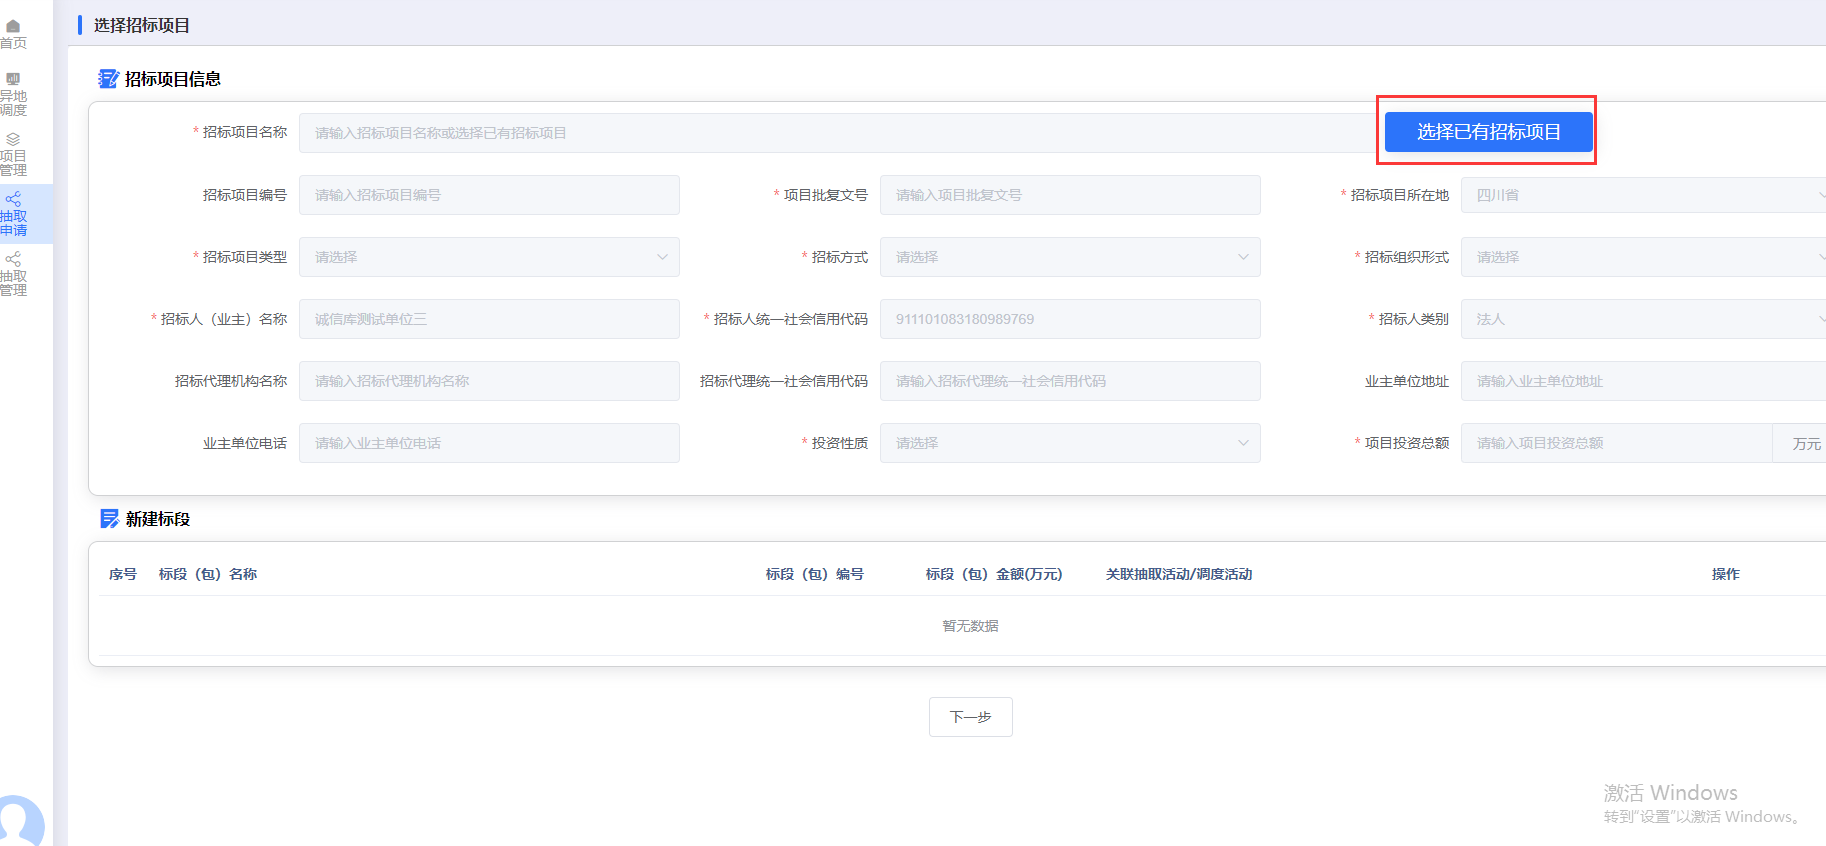 首页
异地
调度
项目
管理
抽取
申请
抽取
管理
选择招标项目
招标项目信息
* 招标项目名称 请输入招标项目名称或选择已有招标项目 选择已有招标项目
招标项目编号 请输入招标项目编号 * 项目批复文号 请输入项目批复文号 * 招标项目所在地 四川省
* 招标项目类型 请选择 * 招标方式 请选择 * 招标组织形式 请选择
* 招标人（业主）名称 诚信库测试单位三 * 招标人统一社会信用代码 911101083180989769 * 招标人类别 法人
招标代理机构名称 请输入招标代理机构名称 招标代理统一社会信用代码 请输入招标代理统一社会信用代码 业主单位地址 请输入业主单位地址
业主单位电话 请输入业主单位电话 * 投资性质 请选择 * 项目投资总额 请输入项目投资总额 万元
新建标段
序号 标段（包）名称 标段（包）编号 标段（包）金额(万元) 关联抽取活动/调度活动 操作
暂无数据
下一步
激活 Windows
转到"设置"以激活 Windows。